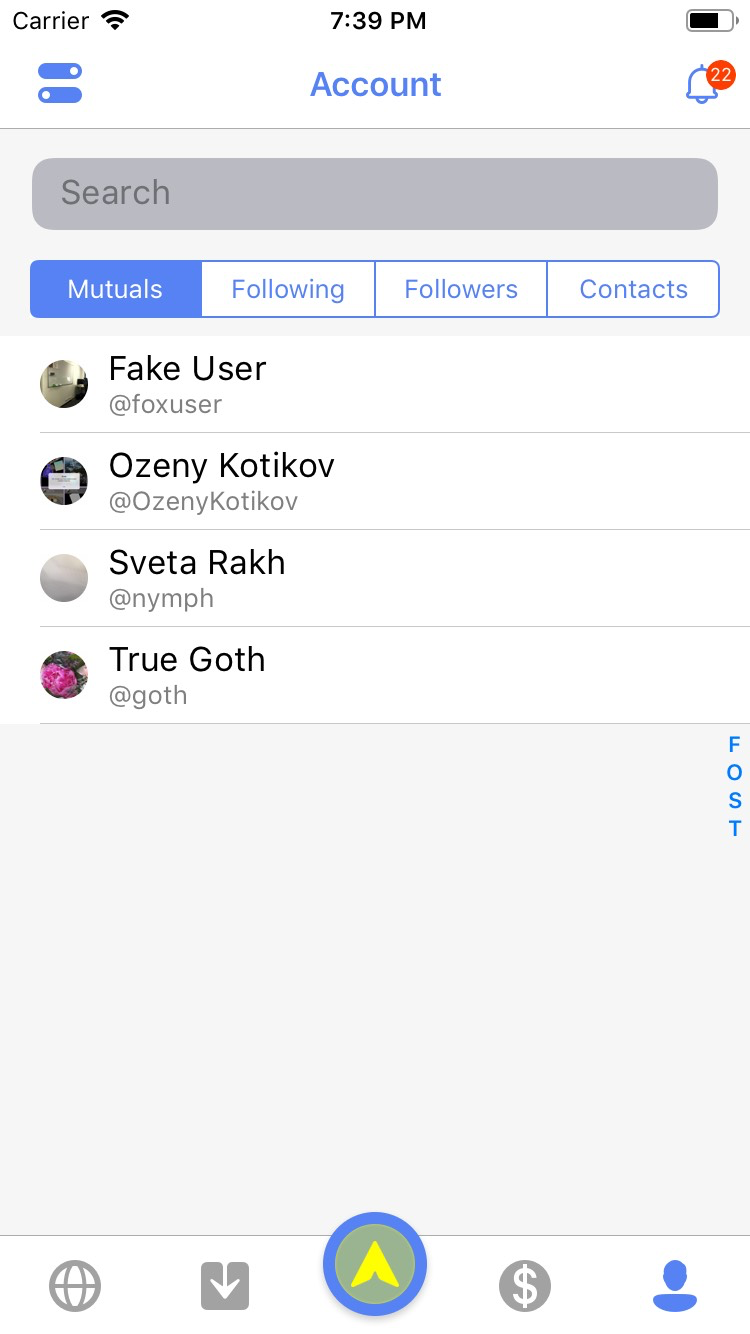 Carrier 7:39 PM
Account 22
Search
Mutuals Following Followers Contacts
Fake User
@foxuser
Ozeny Kotikov
@OzenyKotikov
Sveta Rakh
@nymph
True Goth
@goth
F
O
S
T
$